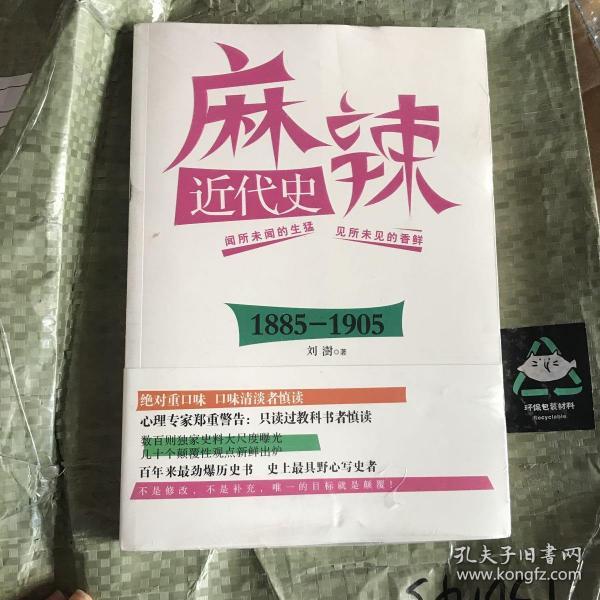 麻辣
近代史
闻所未闻的生猛 见所未见的香鲜
1885-1905
刘澍 著
绝对重口味 口味清淡者慎读
心理专家郑重警告：只读过教科书者慎读
数百则独家史料大尺度曝光
几十个颠覆性观点新鲜出炉
百年来最劲爆历史书 史上最具野心写史者
不是修改，不是补充，唯一的目标就是颠覆！
环保包装材料
Recyclable
孔夫子旧书网
www.kongfz.com